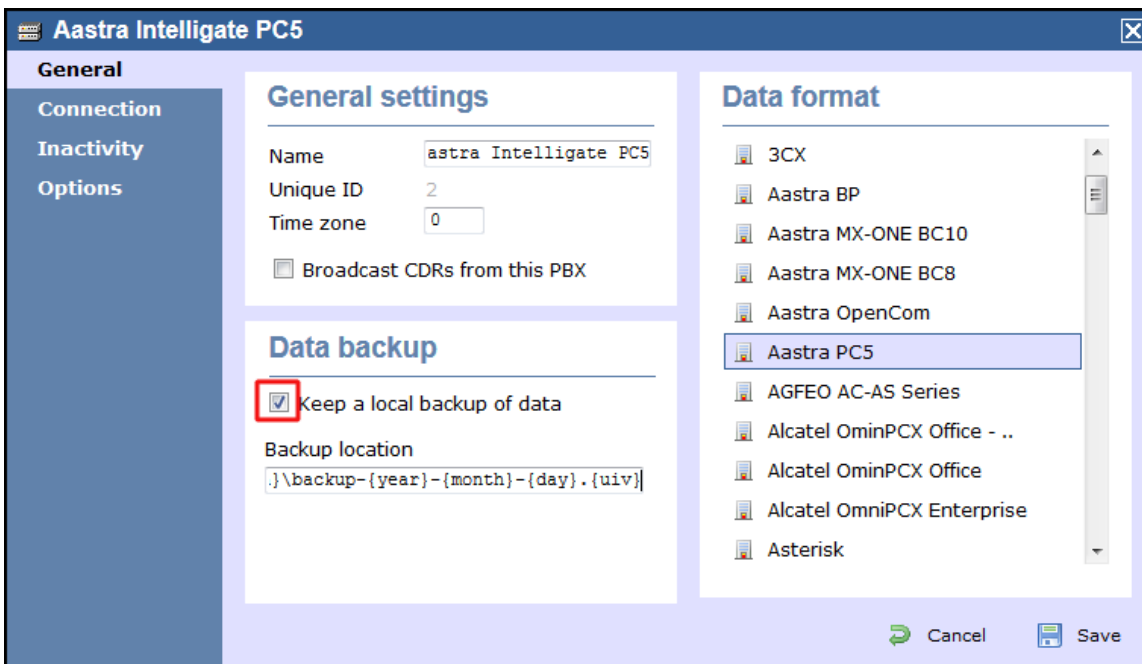 Aastra Intelligate PC5
General
Connection
Inactivity
Options
General settings
Name astra Intelligate PC5
Unique ID 2
Time zone 0
Broadcast CDRs from this PBX
Data backup
Keep a local backup of data
Backup location
.}\backup-{year}-{month}-{day}.{uiv}
Data format
3CX
Aastra BP
Aastra MX-ONE BC10
Aastra MX-ONE BC8
Aastra OpenCom
Aastra PC5
AGFEO AC-AS Series
Alcatel OminPCX Office - ..
Alcatel OminPCX Office
Alcatel OmniPCX Enterprise
Asterisk
Cancel
Save